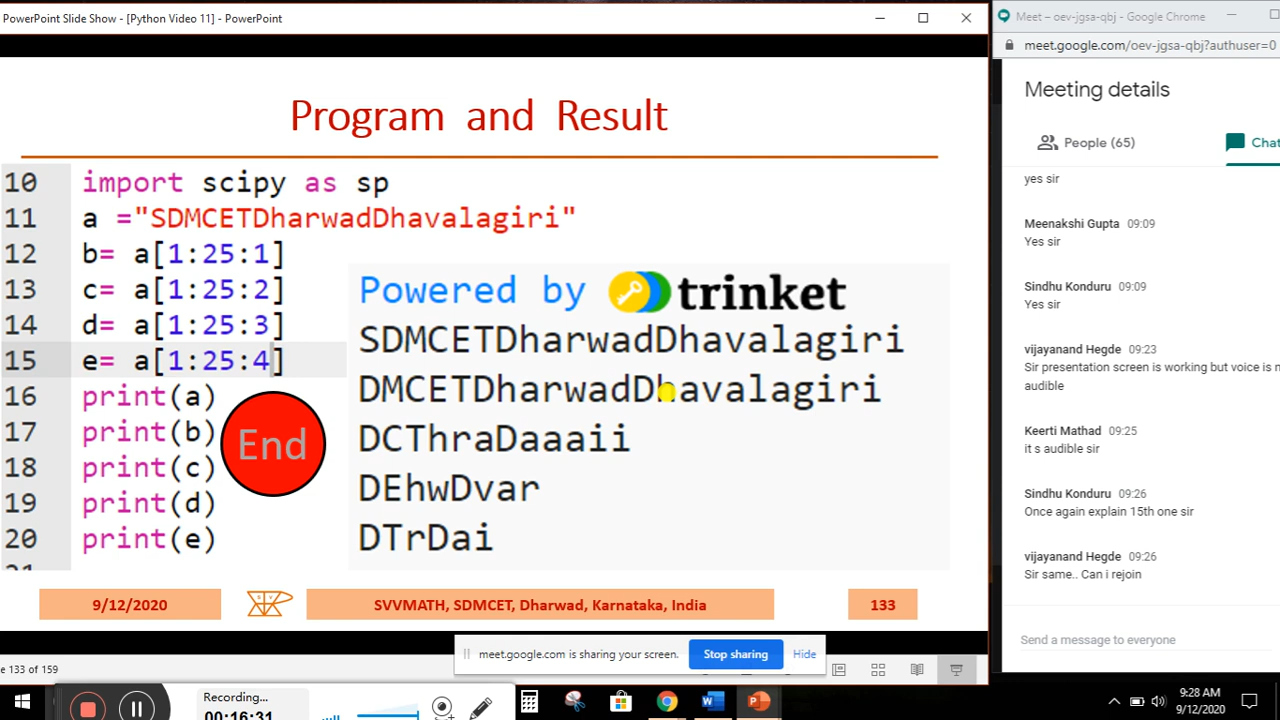 PowerPoint Slide Show - [Python Video 11] - PowerPoint
Program and Result
10 import scipy as sp
11 a ="SDMCETDharwadDhavalagiri"
12 b= a[1:25:1]
13 c= a[1:25:2]
14 d= a[1:25:3]
15 e= a[1:25:4]
16 print(a)
17 print(b)
18 print(c)
19 print(d)
20 print(e)
End
Powered by trinket
SDMCETDharwadDhavalagiri
DMCETDharwadDhavalagiri
DCThraDaaaii
DEhwDvar
DTrDai
9/12/2020
SVVMATH, SDMCET, Dharwad, Karnataka, India
133
meet.google.com is sharing your screen.
Stop sharing
Hide
e 133 of 159
Recording...
00:16:31
Meet – oev-jgsa-qbj - Google Chrome
meet.google.com/oev-jgsa-qbj?authuser=0
Meeting details
People (65)
Chat
yes sir
Meenakshi Gupta 09:09
Yes sir
Sindhu Konduru 09:09
Yes sir
vijayanand Hegde 09:23
Sir presentation screen is working but voice is n
audible
Keerti Mathad 09:25
it s audible sir
Sindhu Konduru 09:26
Once again explain 15th one sir
vijayanand Hegde 09:26
Sir same.. Can i rejoin
Send a message to everyone
9:28 AM
9/12/2020